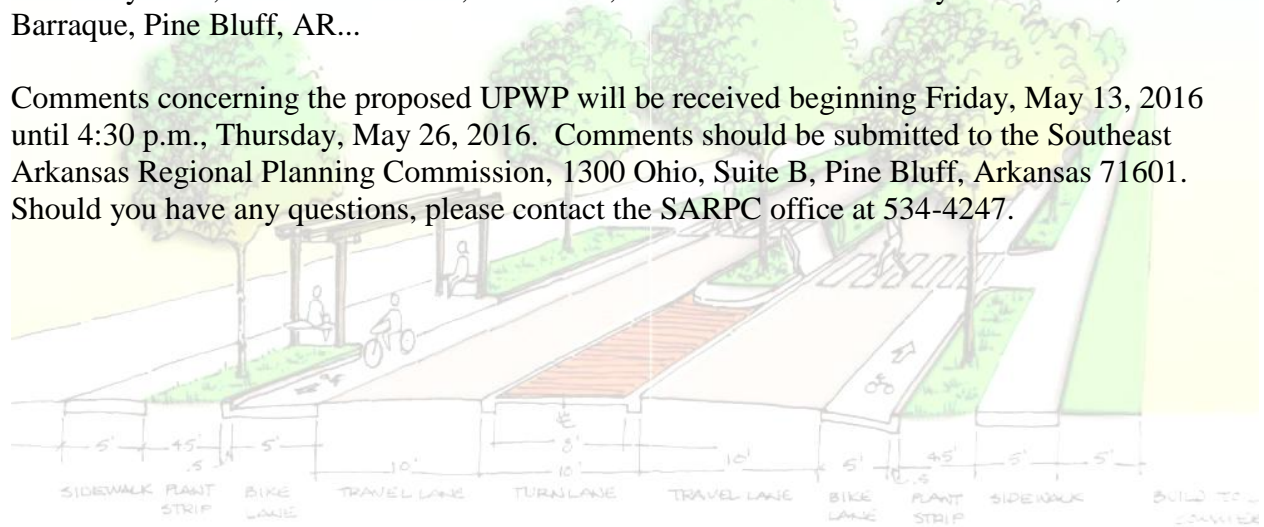 Barraque, Pine Bluff, AR...
Comments concerning the proposed UPWP will be received beginning Friday, May 13, 2016
until 4:30 p.m., Thursday, May 26, 2016. Comments should be submitted to the Southeast
Arkansas Regional Planning Commission, 1300 Ohio, Suite B, Pine Bluff, Arkansas 71601.
Should you have any questions, please contact the SARPC office at 534-4247.
5' 45' 5' 10' 8' 10' 10' 5' 45' 5' 5'
.5 .5
SIDEWALK PLANT STRIP BIKE LANE TRAVEL LANE TURN LANE TRAVEL LANE BIKE LANE PLANT STRIP SIDEWALK BUILD TO